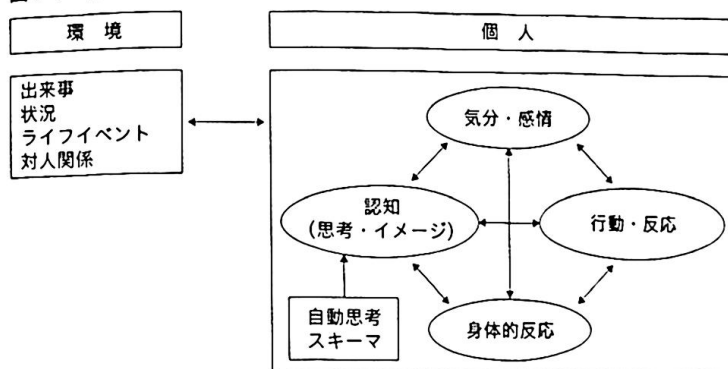 環 境
個 人
出来事
状況
ライフイベント
対人関係
気分・感情
認知
(思考・イメージ)
行動・反応
自動思考
スキーマ
身体的反応